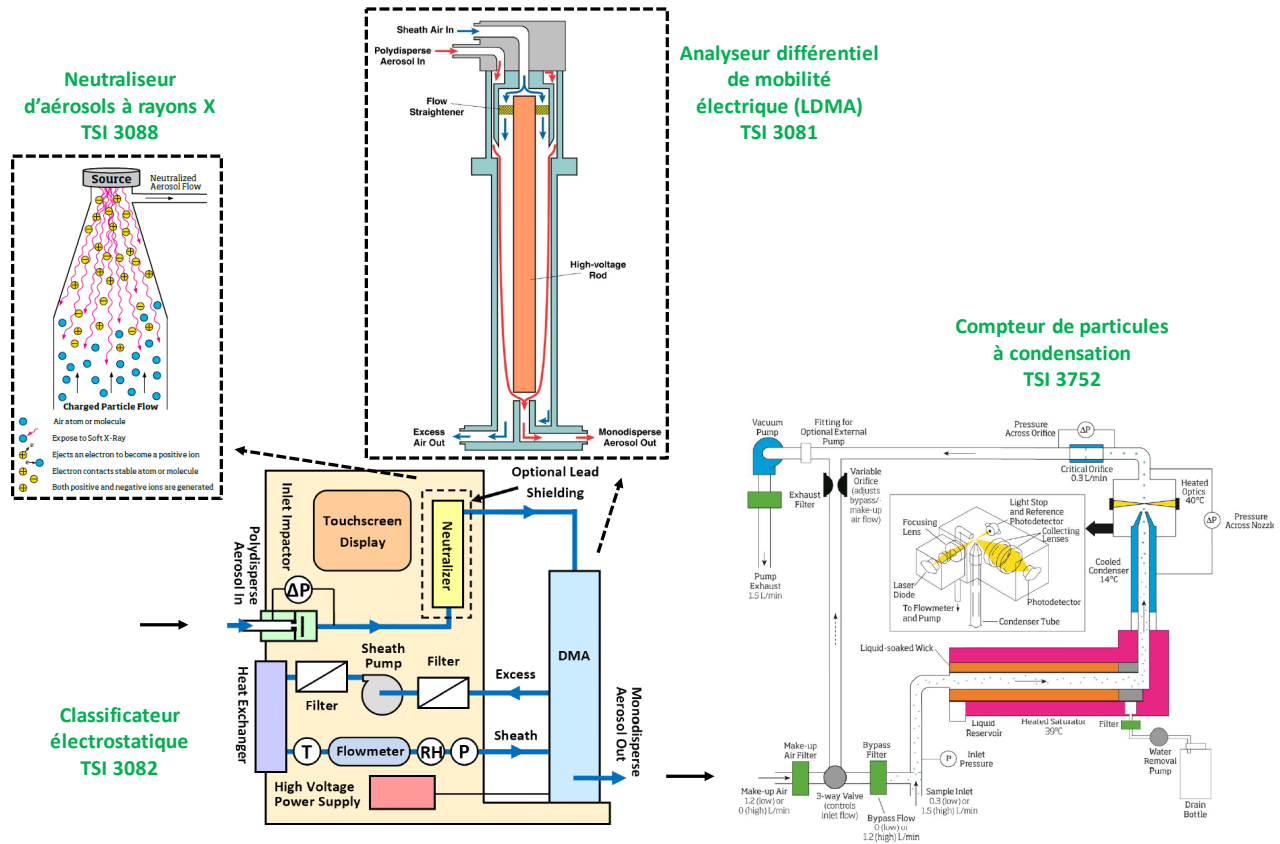 Neutraliseur
d'aérosols à rayons X
TSI 3088
Source
Neutralized
Aerosol Flow
Charged Particle Flow
Air atom or molecule
Expose to Soft X-Ray
Ejects an electron to become a positive ion
Electron contacts stable atom or molecule
Both positive and negative ions are generated
Sheath Air In
Polydisperse
Aerosol In
Flow
Straightener
High-voltage
Rod
Excess
Air Out
Monodisperse
Aerosol Out
Analyseur différentiel
de mobilité
électrique (LDMA)
TSI 3081
Classificateur
électrostatique
TSI 3082
Polydisperse
Aerosol In
Inlet Impactor
ΔP
Touchscreen
Display
Neutralizer
Optional Lead
Shielding
Sheath
Pump
Filter
Filter
Excess
DMA
Heat Exchanger
T
Flowmeter
RH
P
Sheath
High Voltage
Power Supply
Monodisperse
Aerosol Out
Compteur de particules
à condensation
TSI 3752
Vacuum
Pump
Fitting for
Optional External
Pump
Pressure
Across Orifice
ΔP
Critical Orifice
0.3 L/min
Exhaust
Filter
Variable
Orifice
(adjusts
bypass/-
make-up
air flow)
Heated
Optics
40°C
ΔP
Pressure
Across Nozzle
Pump
Exhaust
1.5 L/min
Light Stop
and Reference
Photodetector
Focusing
Lens
Collecting
Lenses
Laser
Diode
To Flowmeter
and Pump
Photodetector
Condenser Tube
Cooled
Condenser
14°C
Liquid-soaked Wick
Liquid
Reservoir
Heated Saturator
39°C
Filter
Water
Removal
Pump
Drain
Bottle
P
Inlet
Pressure
Make-up
Air Filter
Bypass
Filter
Make-up Air
1.2 (low) or
0 (high) L/min
3-way Valve
(controls
inlet flow)
Bypass Flow
0 (low) or
1.2 (high) L/min
Sample Inlet
0.3 (low) or
1.5 (high) L/min